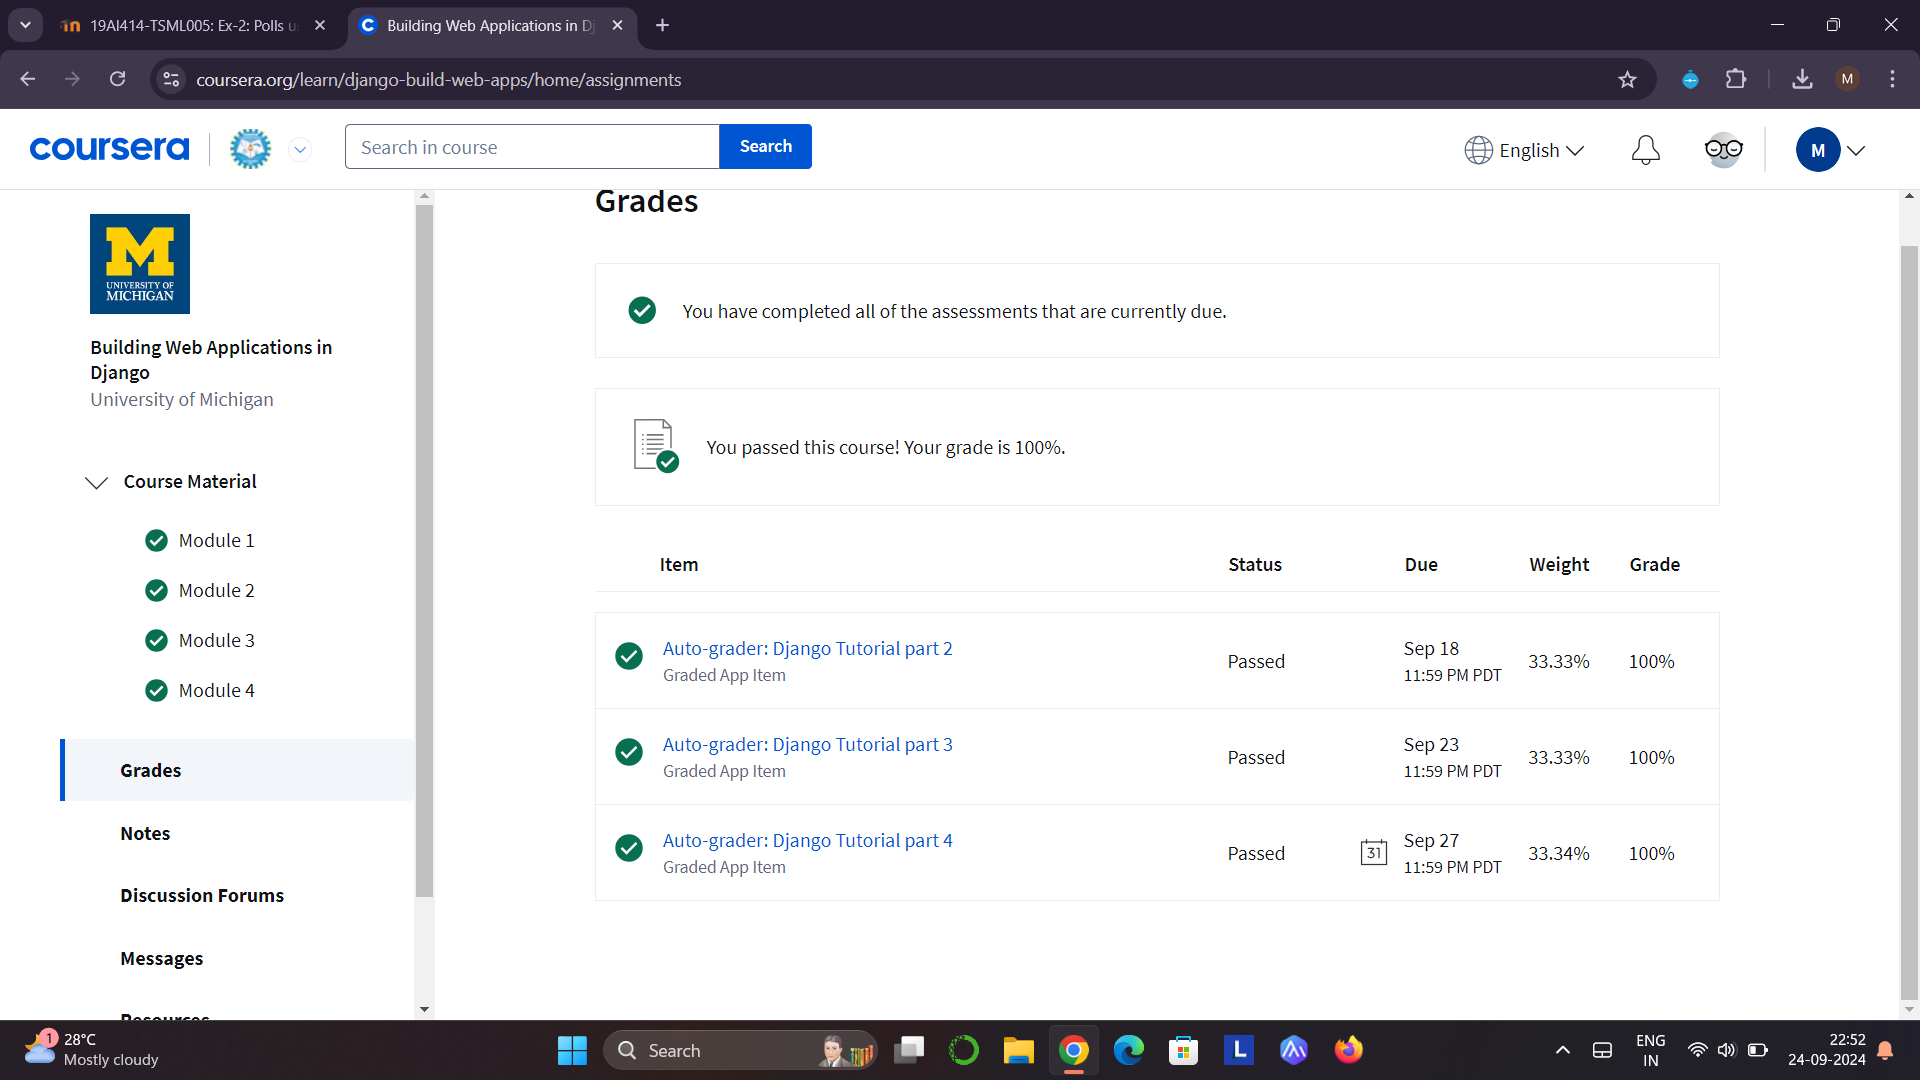 19AI414-TSML005: Ex-2: Polls u
Building Web Applications in Dj
coursera.org/learn/django-build-web-apps/home/assignments
M
coursera
Search in course
Search
English
M
UNIVERSITY OF
MICHIGAN
Building Web Applications in
Django
University of Michigan
Course Material
Module 1
Module 2
Module 3
Module 4
Grades
Notes
Discussion Forums
Messages
Resources
Grades
You have completed all of the assessments that are currently due.
You passed this course! Your grade is 100%.
Item Status Due Weight Grade
Auto-grader: Django Tutorial part 2
Graded App Item
Passed
Sep 18
11:59 PM PDT
33.33%
100%
Auto-grader: Django Tutorial part 3
Graded App Item
Passed
Sep 23
11:59 PM PDT
33.33%
100%
Auto-grader: Django Tutorial part 4
Graded App Item
Passed
31
Sep 27
11:59 PM PDT
33.34%
100%
1
28°C
Mostly cloudy
Search
L
ENG
IN
22:52
24-09-2024